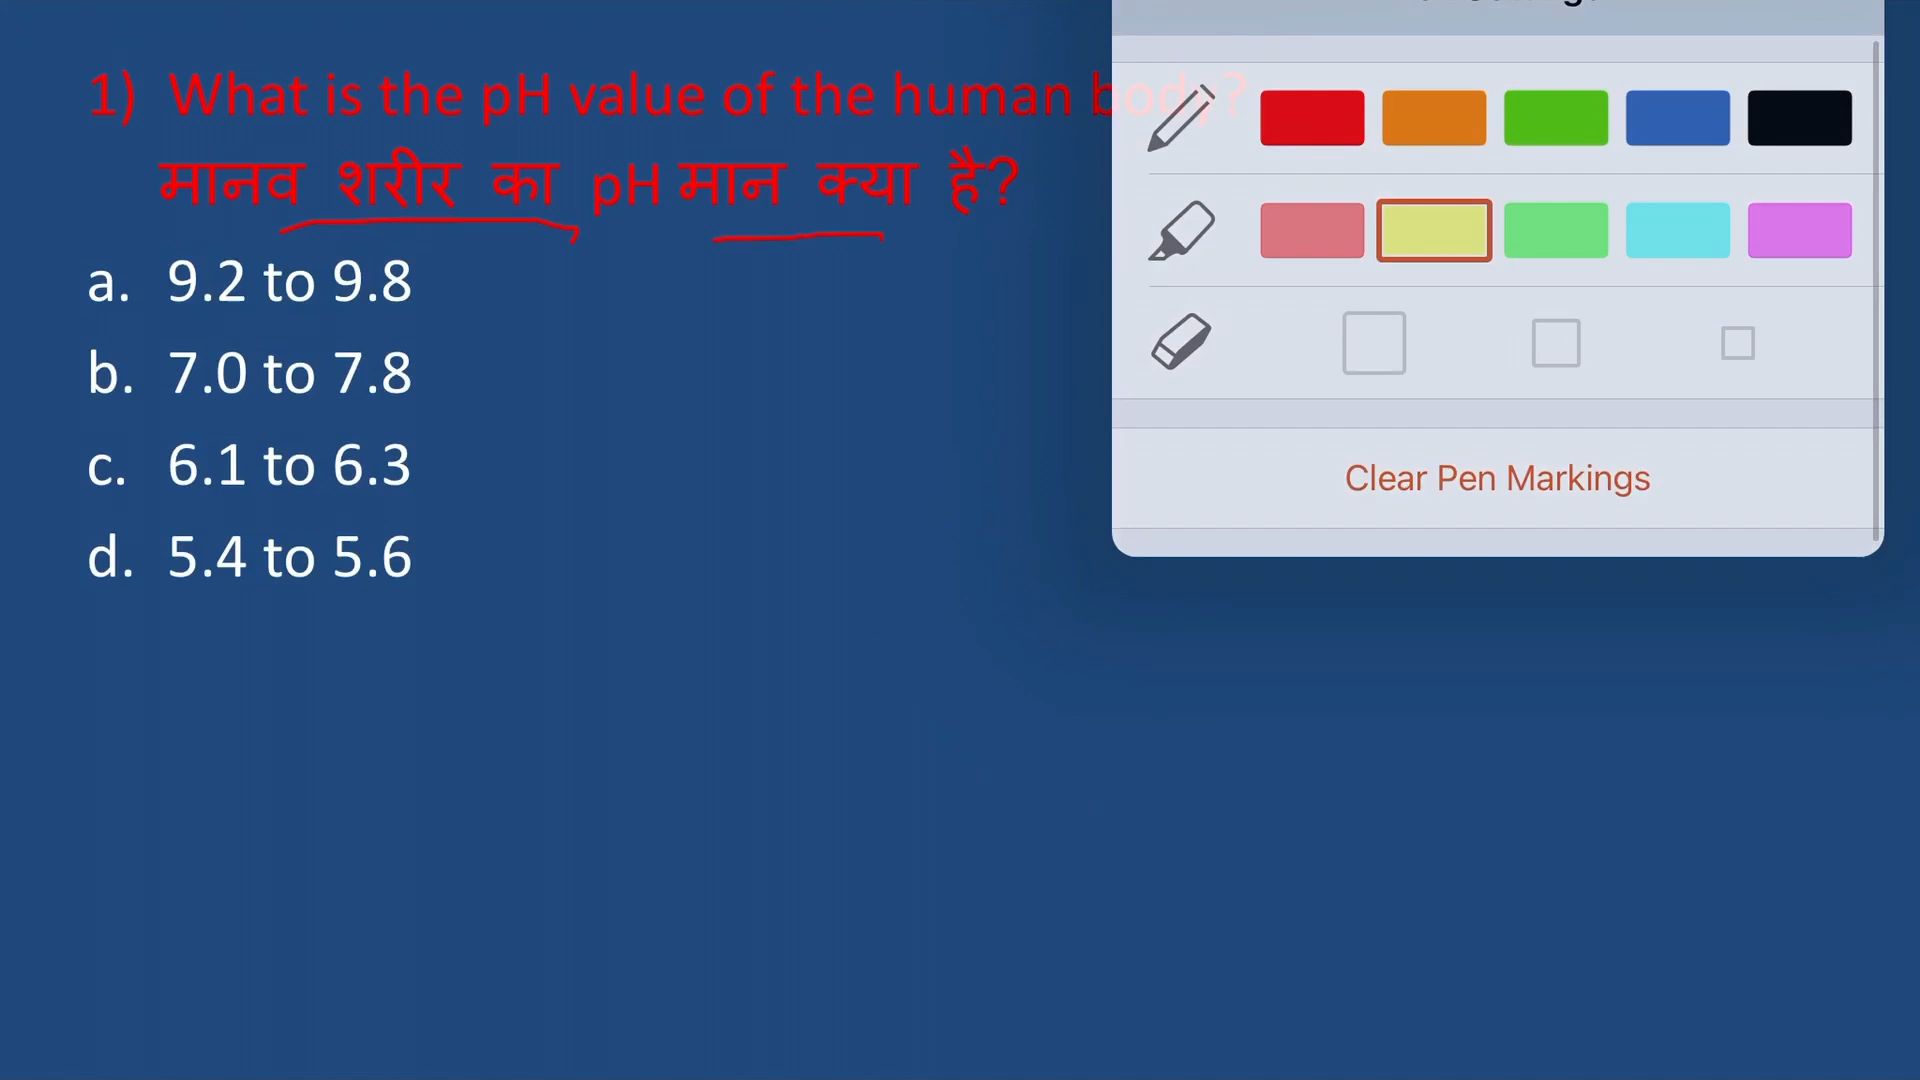 1) What is the pH value of the human body?
मानव शरीर का pH मान क्या है?
a. 9.2 to 9.8
b. 7.0 to 7.8
c. 6.1 to 6.3
d. 5.4 to 5.6
Clear Pen Markings